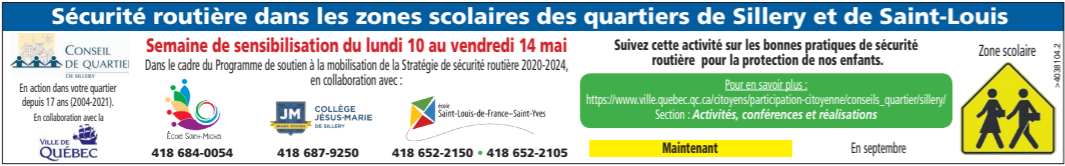 Sécurité routière dans les zones scolaires des quartiers de Sillery et de Saint-Louis
CONSEIL
DE QUARTIE
DE SILLERY
En action dans votre quartier
depuis 17 ans (2004-2021).
En collaboration avec la
VILLE DE
QUÉBEC
Semaine de sensibilisation du lundi 10 au vendredi 14 mai
Dans le cadre du Programme de soutien à la mobilisation de la Stratégie de sécurité routière 2020-2024,
en collaboration avec :
École Saint-Michel
418 684-0054
JM
COLLÈGE
JÉSUS-MARIE
DE SILLERY
418 687-9250
école
Saint-Louis-de-France–Saint-Yves
418 652-2150 • 418 652-2105
Suivez cette activité sur les bonnes pratiques de sécurité
routière pour la protection de nos enfants.
Pour en savoir plus :
https://www.ville.quebec.qc.ca/citoyens/participation-citoyenne/conseils_quartier/sillery/
Section : Activités, conférences et réalisations
Maintenant
En septembre
Zone scolaire
>4038104:2